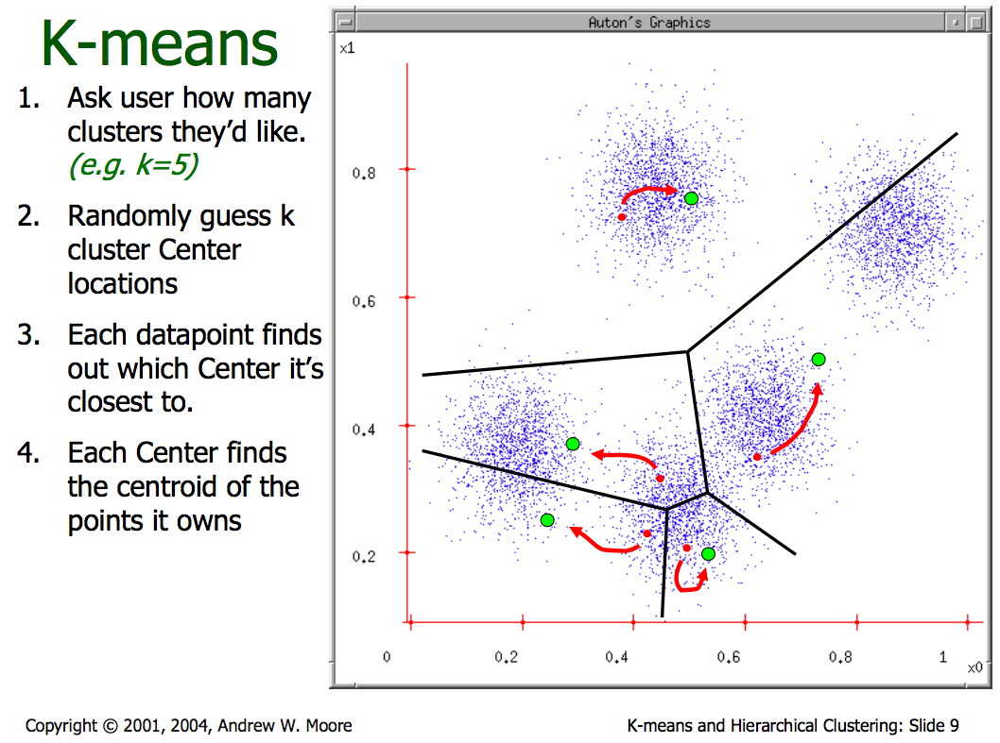 K-means
1. Ask user how many
clusters they’d like.
(e.g. k=5)
2. Randomly guess k
cluster Center
locations
3. Each datapoint finds
out which Center it’s
closest to.
4. Each Center finds
the centroid of the
points it owns
Auton's Graphics
x1
0.8
0.6
0.4
0.2
0 0.2 0.4 0.6 0.8 1
x0
Copyright © 2001, 2004, Andrew W. Moore
K-means and Hierarchical Clustering: Slide 9